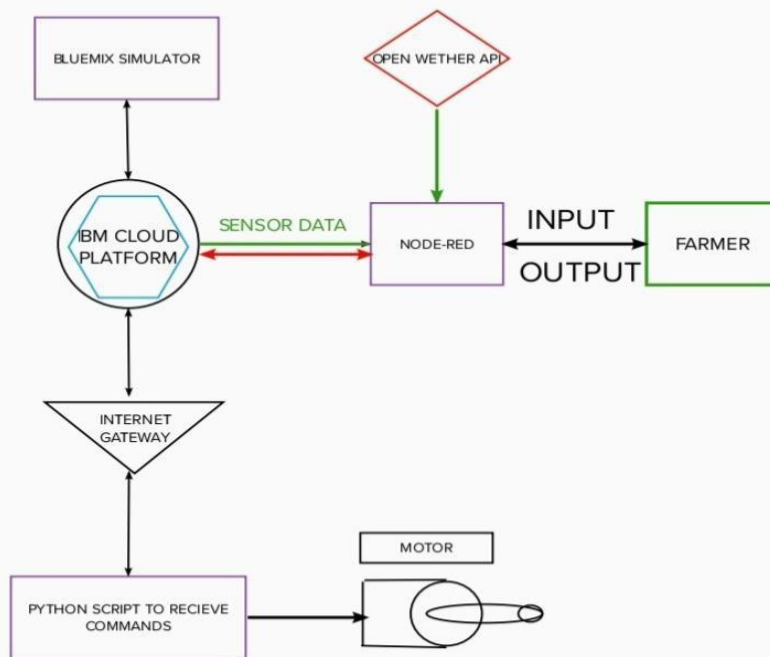 BLUEMIX SIMULATOR
OPEN WETHER API
IBM CLOUD
PLATFORM
SENSOR DATA
NODE-RED
INPUT
OUTPUT
FARMER
INTERNET
GATEWAY
MOTOR
PYTHON SCRIPT TO RECIEVE
COMMANDS